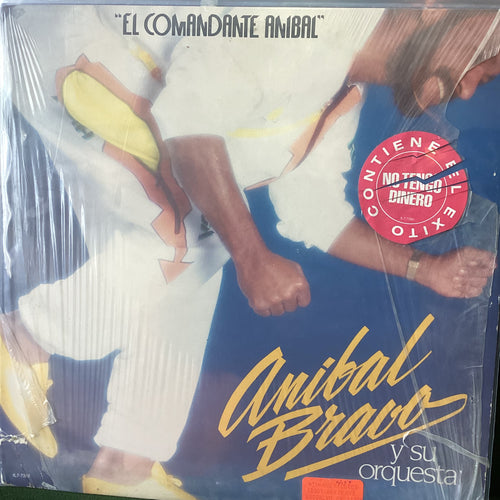 "EL COMANDANTE ANIBAL"
CONTIENE EL EXITO
NO TENGO
DINERO
Anibal
Bravo
y su
orquesta